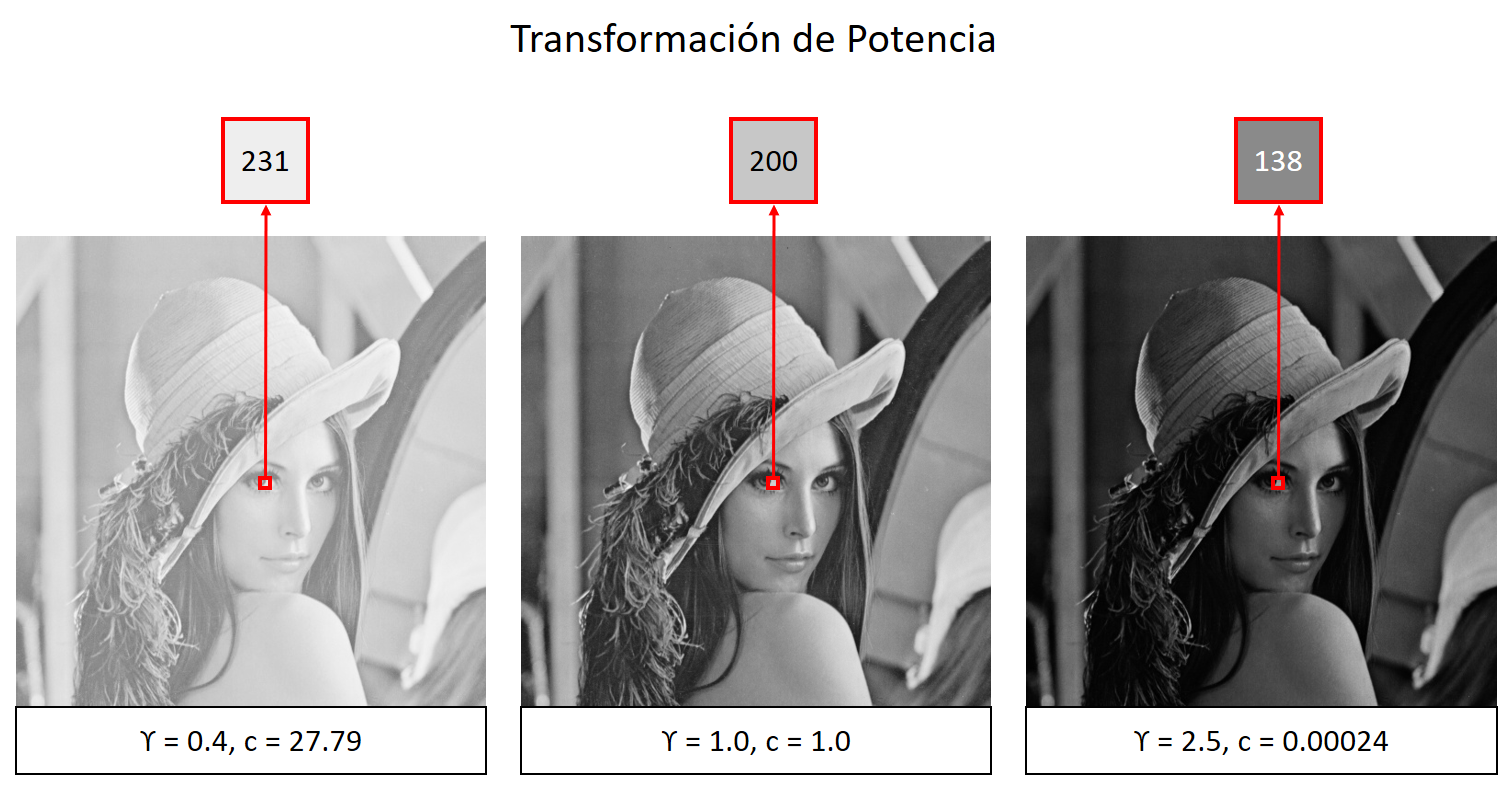 Transformación de Potencia
231
200
138
ϒ = 0.4, c = 27.79
ϒ = 1.0, c = 1.0
ϒ = 2.5, c = 0.00024